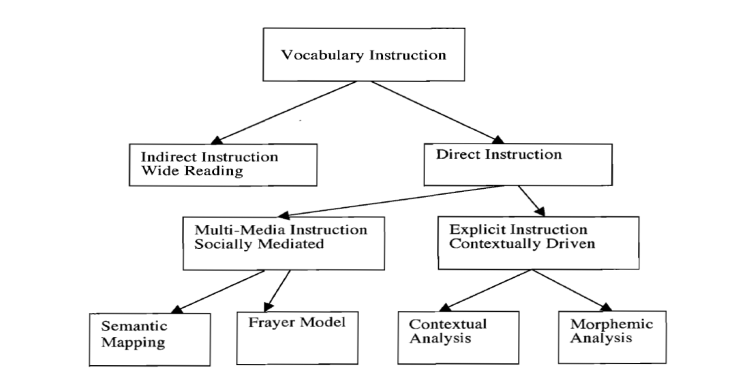 Vocabulary Instruction
Indirect Instruction
Wide Reading
Direct Instruction
Multi-Media Instruction
Socially Mediated
Explicit Instruction
Contextually Driven
Semantic
Mapping
Frayer Model
Contextual
Analysis
Morphemic
Analysis